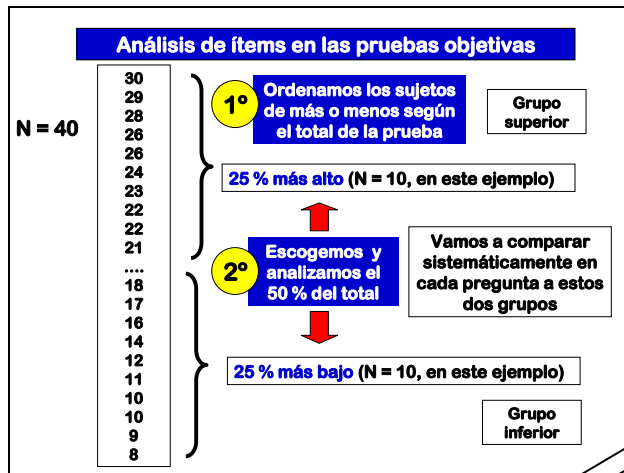 Análisis de ítems en las pruebas objetivas
N = 40
30
29
28
26
26
24
23
22
22
21
....
18
17
16
14
12
11
10
10
9
8
1º
Ordenamos los sujetos
de más o menos según
el total de la prueba
Grupo
superior
25 % más alto (N = 10, en este ejemplo)
2º
Escogemos y
analizamos el
50 % del total
Vamos a comparar
sistemáticamente en
cada pregunta a estos
dos grupos
25 % más bajo (N = 10, en este ejemplo)
Grupo
inferior